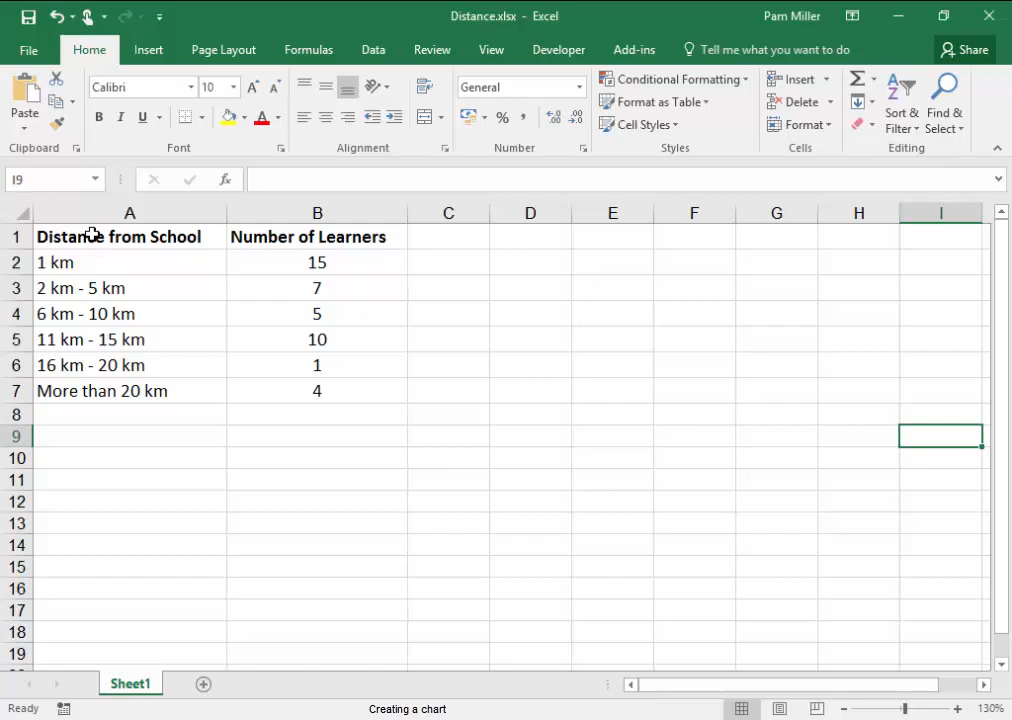 Distance.xlsx - Excel
Pam Miller
File Home Insert Page Layout Formulas Data Review View Developer Add-ins Tell me what you want to do Share
Paste
Calibri 10
B I U A
General
% ,
Conditional Formatting
Format as Table
Cell Styles
Insert
Delete
Format
Sort & Filter
Find & Select
Clipboard Font Alignment Number Styles Cells Editing
I9 fx
A B C D E F G H I
1 Distance from School Number of Learners
2 1 km 15
3 2 km - 5 km 7
4 6 km - 10 km 5
5 11 km - 15 km 10
6 16 km - 20 km 1
7 More than 20 km 4
8
9
10
11
12
13
14
15
16
17
18
19
Sheet1
Ready Creating a chart 130%